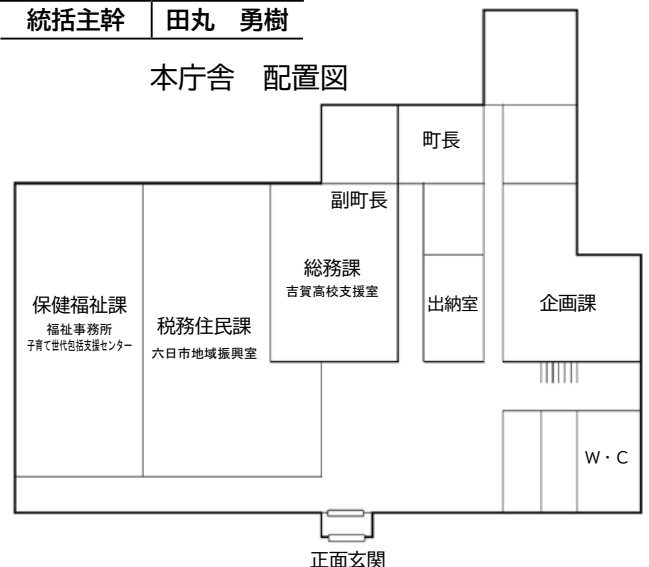 統括主幹 田丸 勇樹
本庁舎 配置図
町長
副町長
総務課
吉賀高校支援室
出納室
企画課
保健福祉課
福祉事務所
子育て世代包括支援センター
税務住民課
六日市地域振興室
W・C
正面玄関